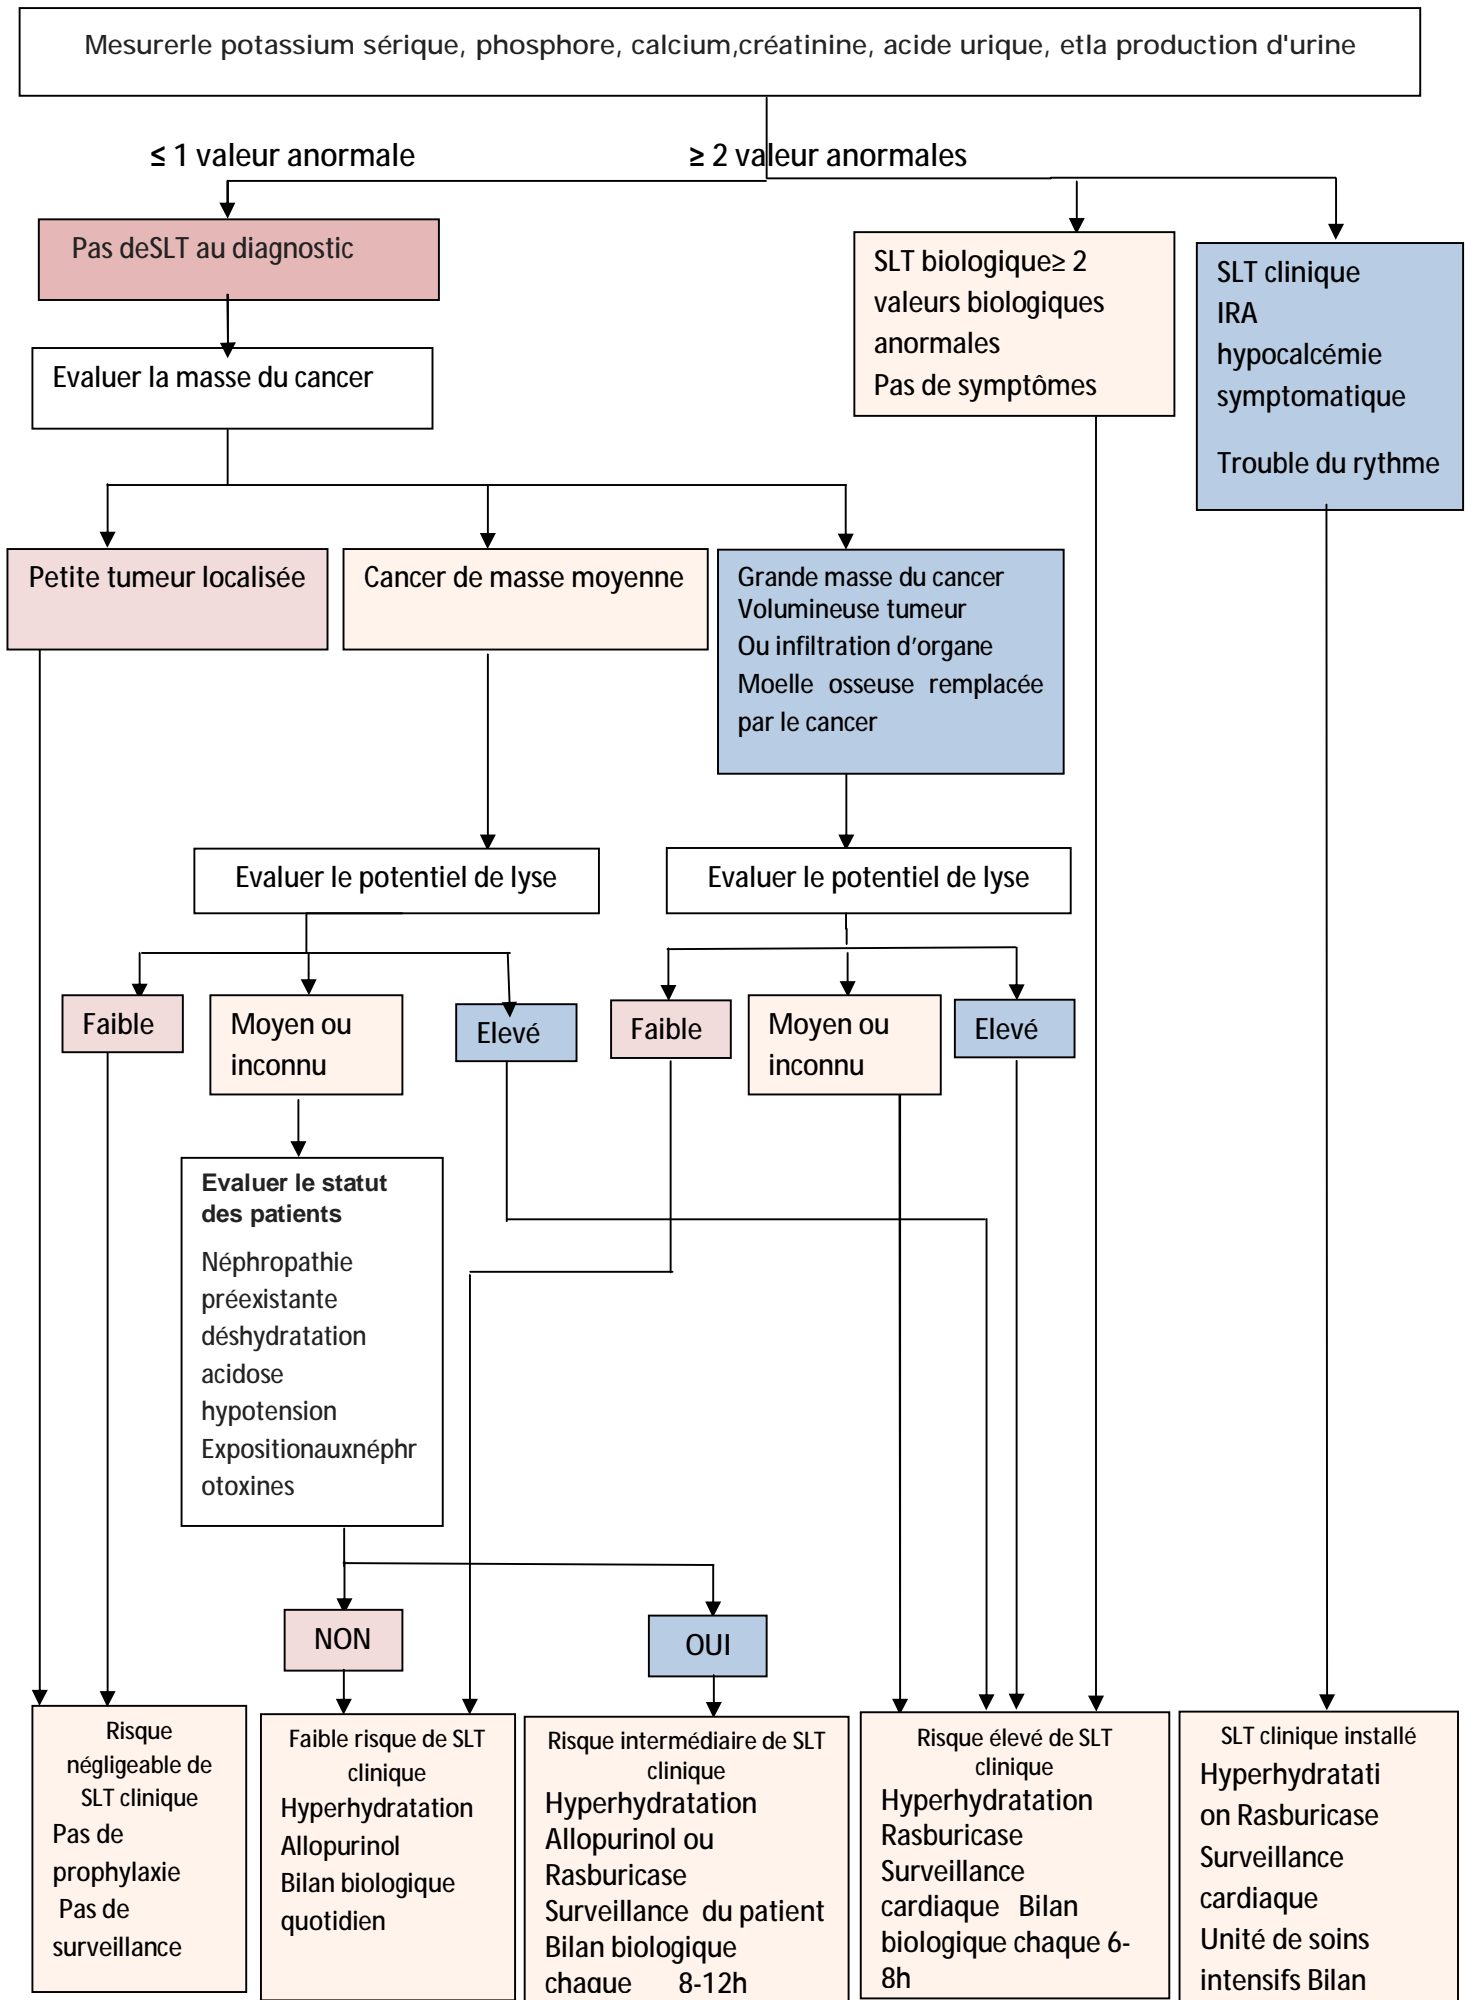 Mesurerle potassium sérique, phosphore, calcium,créatinine, acide urique, etla production d'urine
≤ 1 valeur anormale
≥ 2 valeur anormales
Pas deSLT au diagnostic
SLT biologique≥ 2
valeurs biologiques
anormales
Pas de symptômes
SLT clinique
IRA
hypocalcémie
symptomatique
Trouble du rythme
Evaluer la masse du cancer
Petite tumeur localisée
Cancer de masse moyenne
Grande masse du cancer
Volumineuse tumeur
Ou infiltration d'organe
Moelle osseuse remplacée
par le cancer
Evaluer le potentiel de lyse
Evaluer le potentiel de lyse
Faible
Moyen ou
inconnu
Elevé
Faible
Moyen ou
inconnu
Elevé
Evaluer le statut
des patients
Néphropathie
préexistante
déshydratation
acidose
hypotension
Expositionauxnéphr
otoxines
NON
OUI
Risque
négligeable de
SLT clinique
Pas de
prophylaxie
Pas de
surveillance
Faible risque de SLT
clinique
Hyperhydratation
Allopurinol
Bilan biologique
quotidien
Risque intermédiaire de SLT
clinique
Hyperhydratation
Allopurinol ou
Rasburicase
Surveillance du patient
Bilan biologique
chaque 8-12h
Risque élevé de SLT
clinique
Hyperhydratation
Rasburicase
Surveillance
cardiaque Bilan
biologique chaque 6-
8h
SLT clinique installé
Hyperhydratati
on Rasburicase
Surveillance
cardiaque
Unité de soins
intensifs Bilan